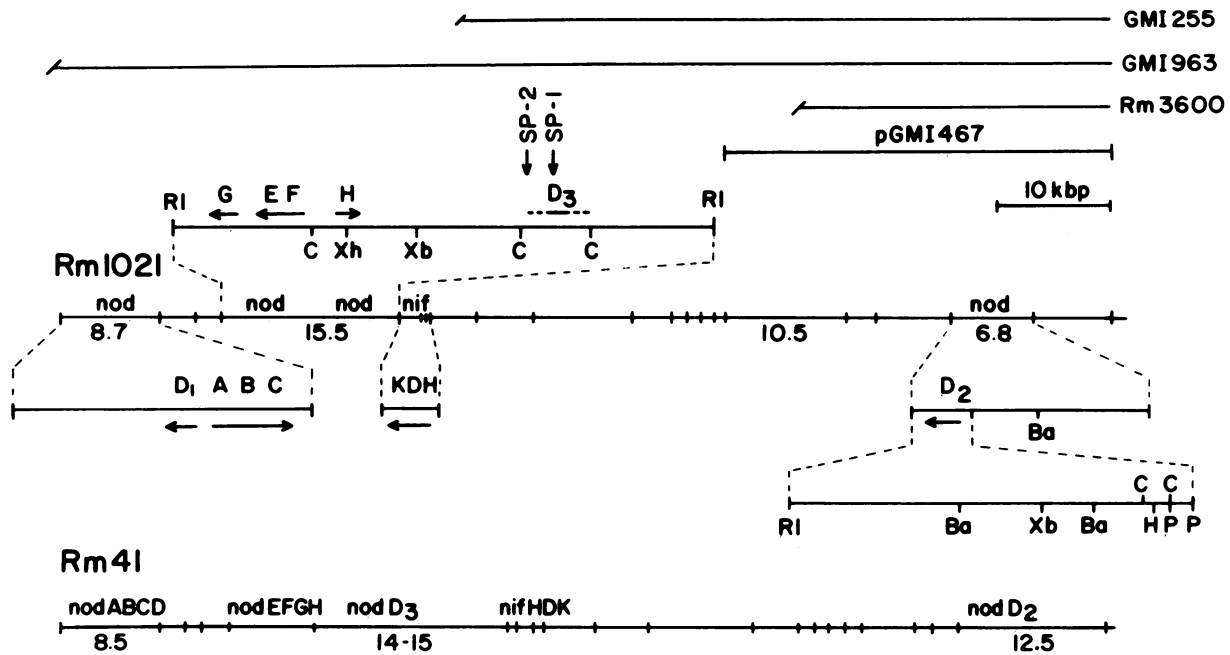 GMI255
GMI963
Rm3600
pGMI467
10 kbp
SP-2
SP-1
RI G E F H D3 RI
C Xh Xb C C
Rm1021
nod nod nod nif nod
8.7 15.5 10.5 6.8
D1 A B C KDH D2
Ba
C C
RI Ba Xb Ba H P P
Rm41
nodABCD nodEFGH nodD3 nifHDK nodD2
8.5 14-15 12.5